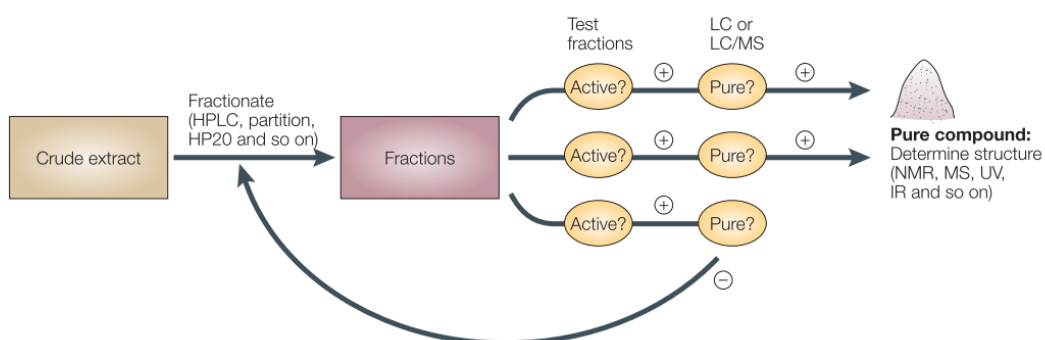 Test
fractions
LC or
LC/MS
Fractionate
(HPLC, partition,
HP20 and so on)
Crude extract
Fractions
Active?
+
Pure?
+
Active?
+
Pure?
+
Active?
+
Pure?
−
Pure compound:
Determine structure
(NMR, MS, UV,
IR and so on)